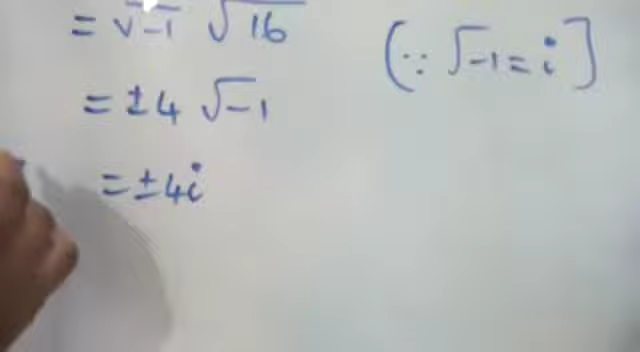 = √-1 √16 (∵ √-1 = i ]
= ±4 √-1
= ±4i